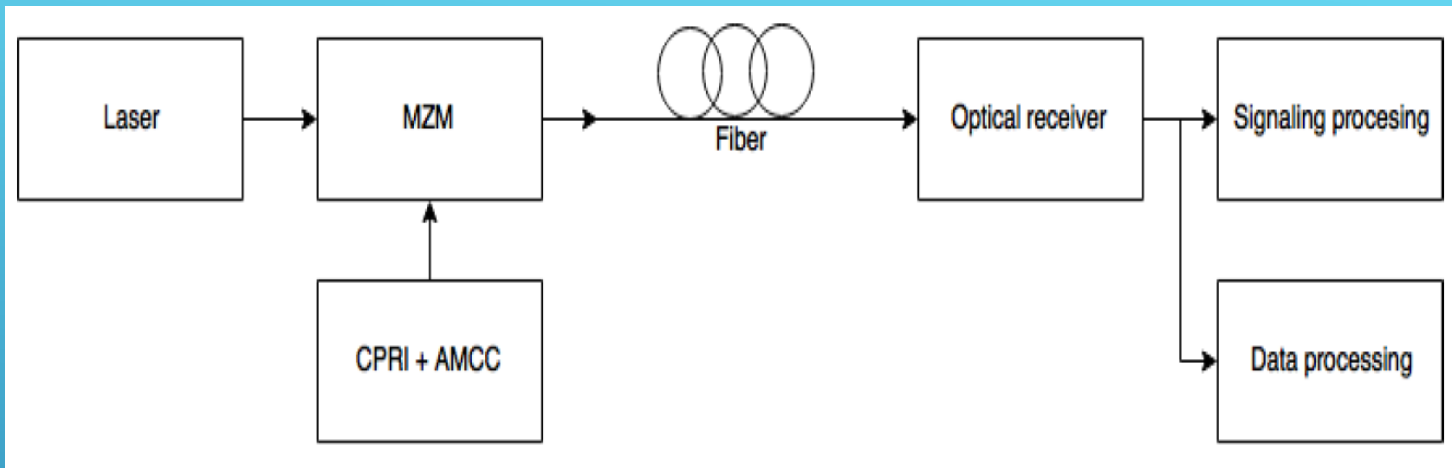 Laser
MZM
Fiber
Optical receiver
Signaling procesing
CPRI + AMCC
Data processing